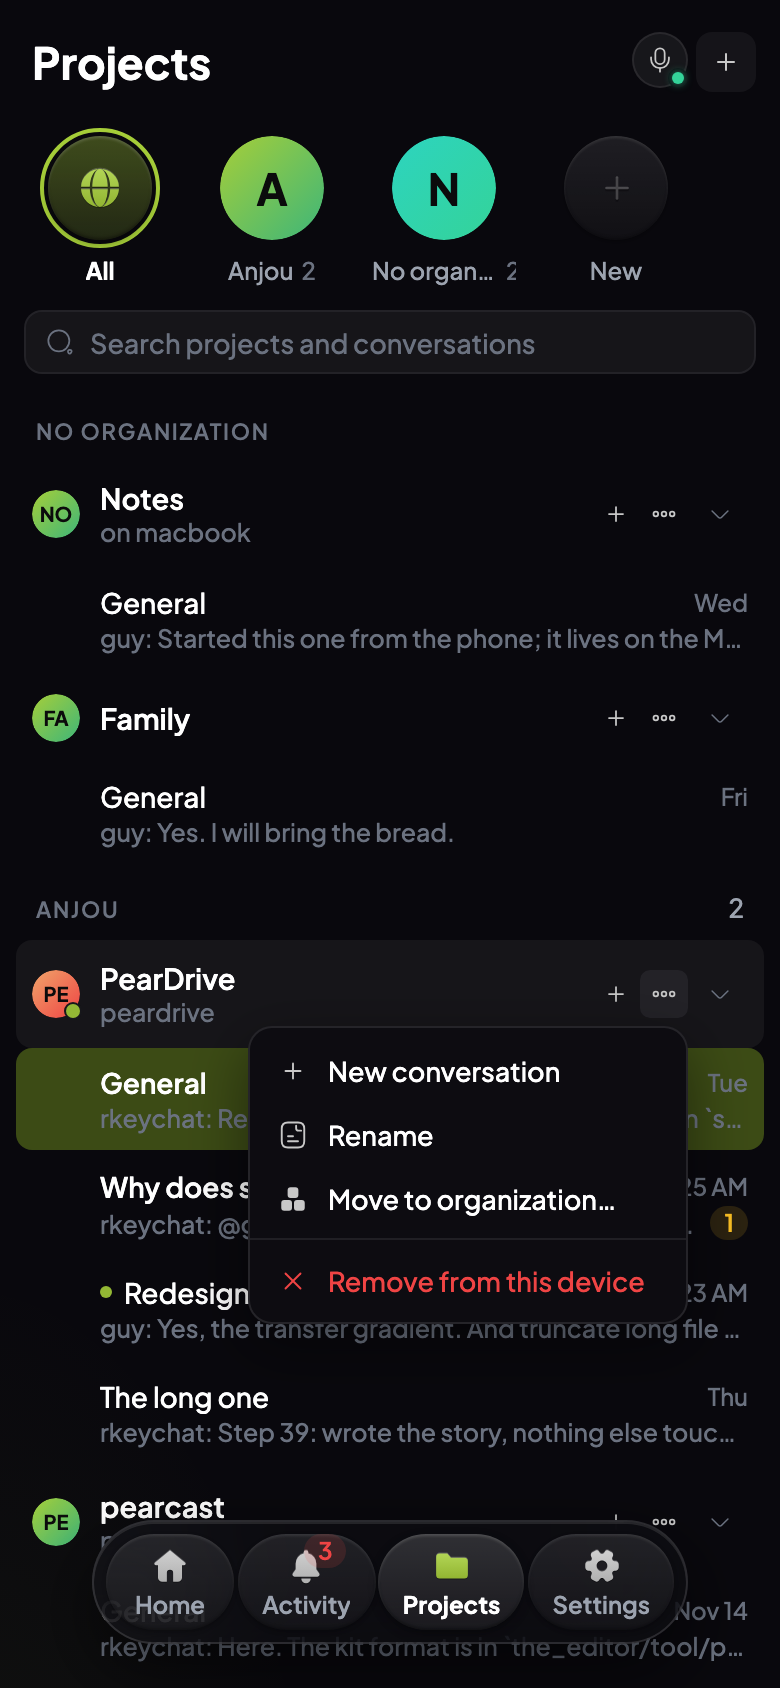 Projects
A
N
All
Anjou 2
No organ...
New
Search projects and conversations
NO ORGANIZATION
NO
Notes
on macbook
General
Wed
guy: Started this one from the phone; it lives on the M...
FA
Family
General
Fri
guy: Yes. I will bring the bread.
ANJOU
2
PE
PearDrive
peardrive
New conversation
General
Tue
rkeychat:
Rename
Why does
Move to organization...
AM
rkeychat:
1
Remove from this device
Redesign
AM
guy: Yes, the transfer gradient. And truncate long file ...
The long one
Thu
rkeychat: Step 39: wrote the story, nothing else touc...
PE
pearcast
3
Home
Activity
Projects
Settings
General
Nov 14
rkeychat: Here. The kit format is in `the_editor/tool/p...